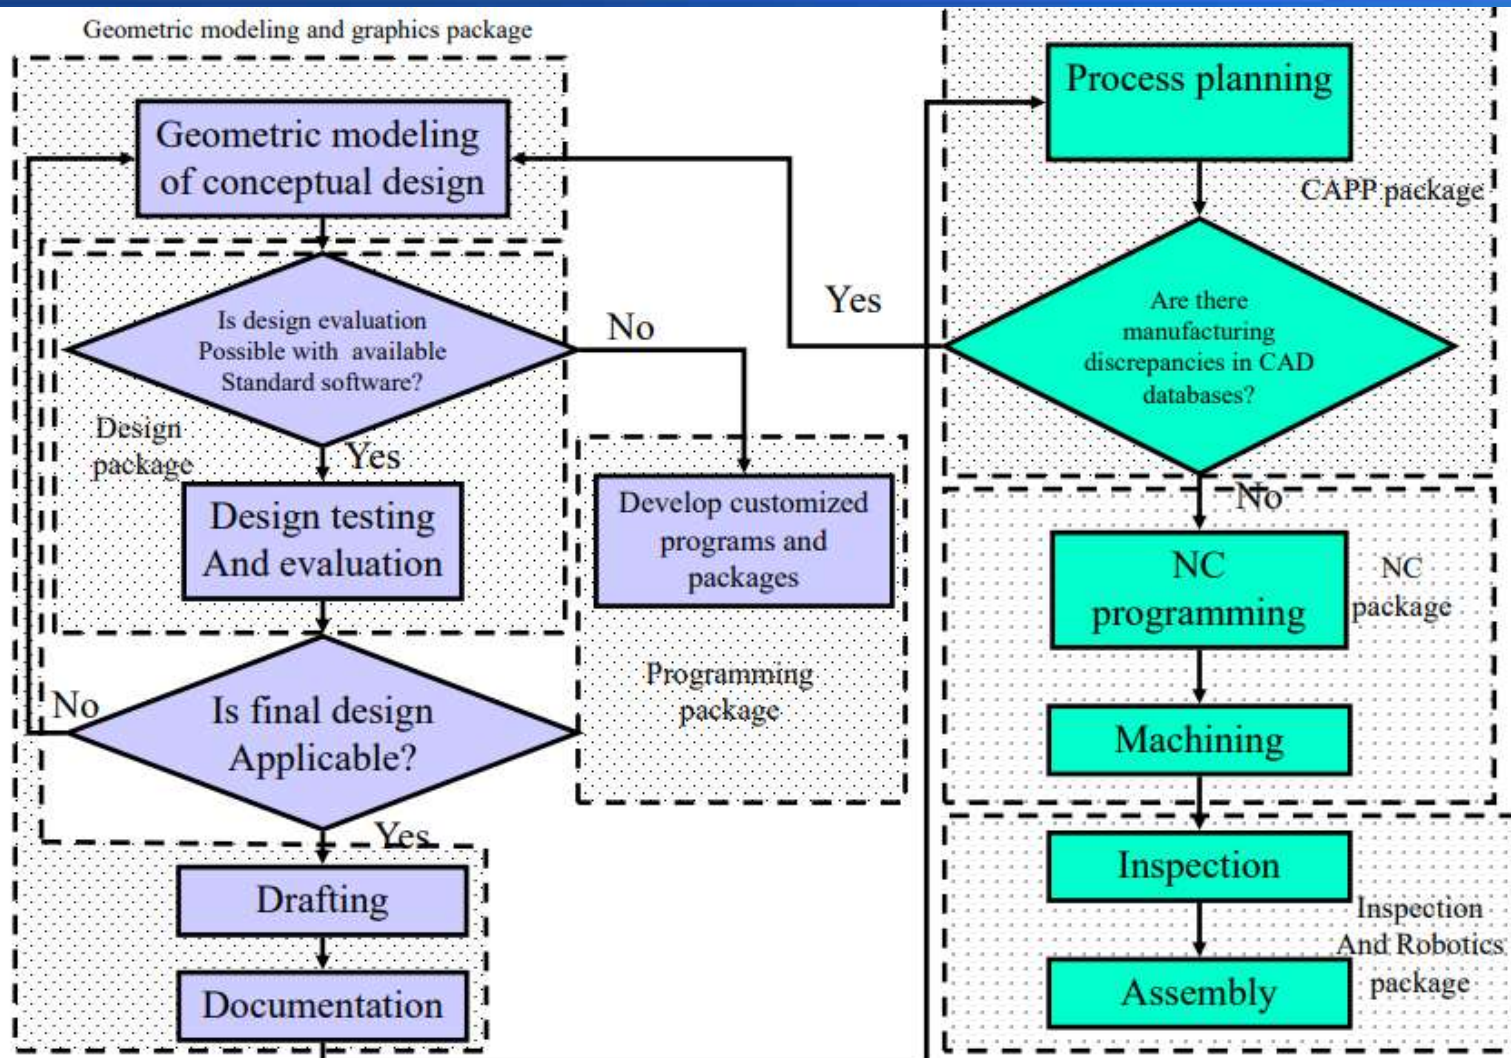 Geometric modeling and graphics package
Geometric modeling
of conceptual design
Is design evaluation
Possible with available
Standard software?
No
Design
package
Yes
Design testing
And evaluation
Develop customized
programs and
packages
Programming
package
No
Is final design
Applicable?
Yes
Drafting
Documentation
Process planning
CAPP package
Yes
Are there
manufacturing
discrepancies in CAD
databases?
No
NC
programming
NC
package
Machining
Inspection
Inspection
And Robotics
package
Assembly